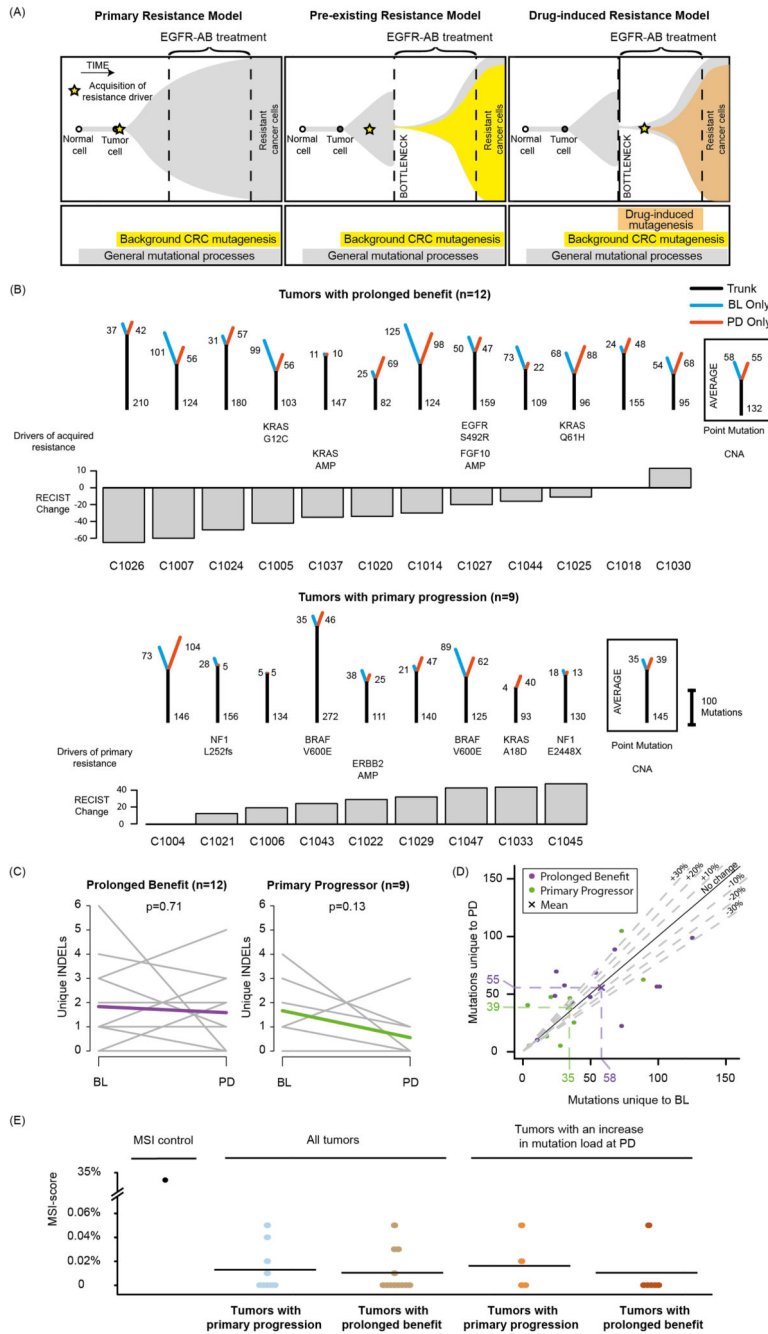 (A)
Primary Resistance Model
Pre-existing Resistance Model
Drug-induced Resistance Model
EGFR-AB treatment
EGFR-AB treatment
EGFR-AB treatment
TIME
Acquisition of
resistance driver
Normal
cell
Tumor
cell
Resistant
cancer cells
Normal
cell
Tumor
cell
BOTTLENECK
Resistant
cancer cells
Normal
cell
Tumor
cell
BOTTLENECK
Resistant
cancer cells
Background CRC mutagenesis
General mutational processes
Background CRC mutagenesis
General mutational processes
Drug-induced
mutagenesis
Background CRC mutagenesis
General mutational processes
(B)
Tumors with prolonged benefit (n=12)
Trunk
BL Only
PD Only
37 42 101 56 31 57 99 56 11 10 25 69 125 98 50 47 73 22 68 88 24 48 54 68
210 124 180 103 147 82 124 159 109 96 155 95
AVERAGE
58 55
132
Drivers of acquired
resistance
KRAS
G12C
KRAS
AMP
EGFR
S492R
FGF10
AMP
KRAS
Q61H
Point Mutation
CNA
RECIST
Change
10
0
-20
-40
-60
C1026 C1007 C1024 C1005 C1037 C1020 C1014 C1027 C1044 C1025 C1018 C1030
Tumors with primary progression (n=9)
73 104 28 5 5 5 35 46 38 25 21 47 89 62 4 40 18 13
146 156 134 272 111 140 125 93 130
AVERAGE
35 39
145
100
Mutations
Drivers of primary
resistance
NF1
L252fs
BRAF
V600E
ERBB2
AMP
BRAF
V600E
KRAS
A18D
NF1
E2448X
Point Mutation
CNA
RECIST
Change
40
20
0
C1004 C1021 C1006 C1043 C1022 C1029 C1047 C1033 C1045
(C)
Prolonged Benefit (n=12)
p=0.71
Unique INDELs
6
5
4
3
2
1
0
BL PD
Primary Progressor (n=9)
p=0.13
6
5
4
3
2
1
0
BL PD
(D)
Prolonged Benefit
Primary Progressor
Mean
+30%
+20%
+10%
No change
-10%
-20%
-30%
Mutations unique to PD
150
100
55
50
39
0
0 35 50 58 100 150
Mutations unique to BL
(E)
MSI control
All tumors
Tumors with an increase
in mutation load at PD
MSI-score
35%
0.06%
0.04%
0.02%
0
Tumors with
primary progression
Tumors with
prolonged benefit
Tumors with
primary progression
Tumors with
prolonged benefit